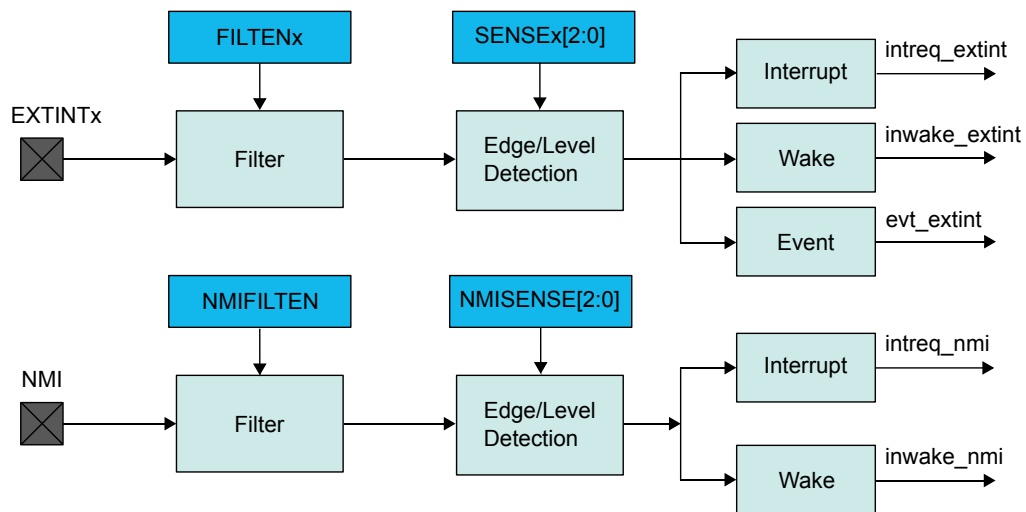 FILTENx
SENSEx[2:0]
intreq_extint
Interrupt
EXTINTx
inwake_extint
Filter
Edge/Level
Detection
Wake
evt_extint
Event
NMIFILTEN
NMISENSE[2:0]
intreq_nmi
Interrupt
NMI
Filter
Edge/Level
Detection
inwake_nmi
Wake